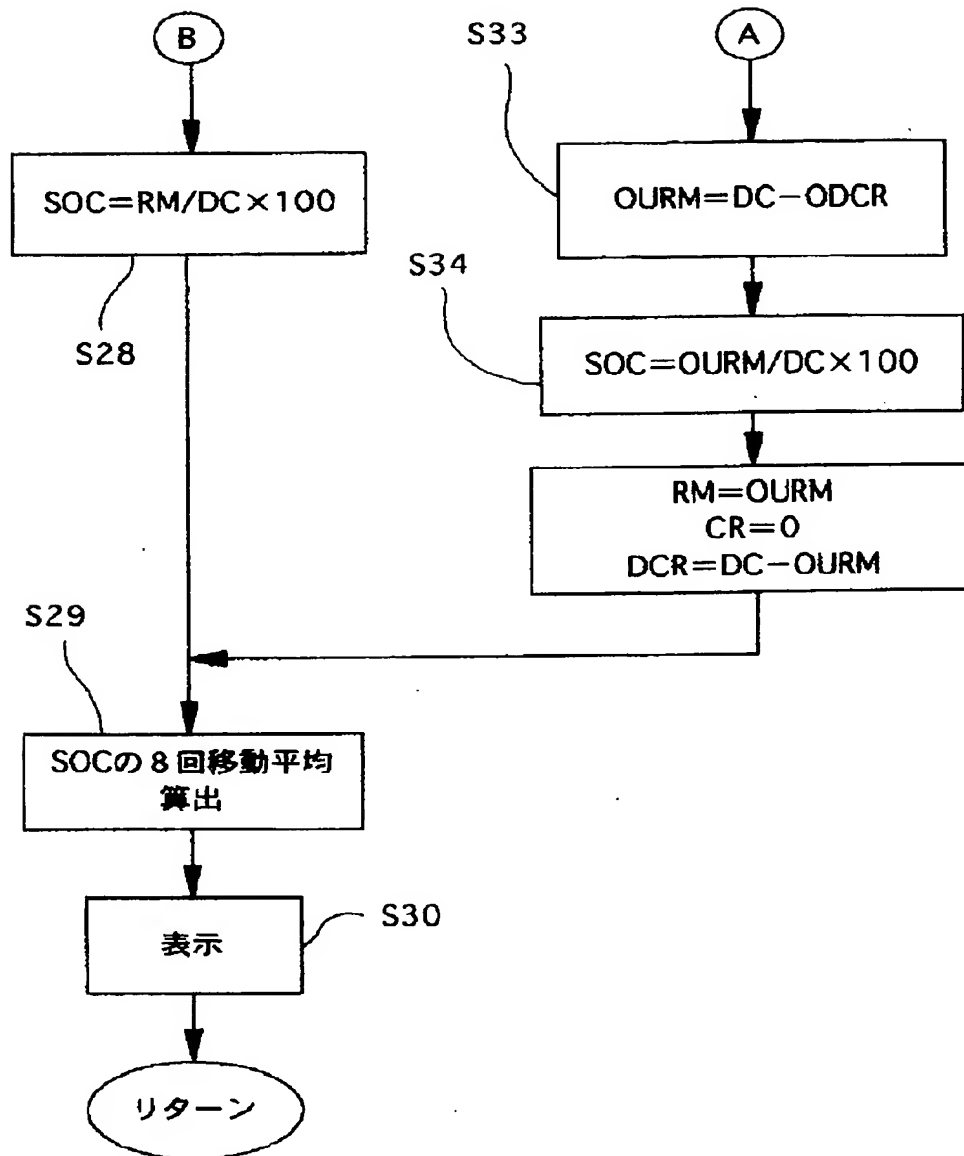 B
SOC=RM/DC×100
S28
A
S33
OURM=DC−ODCR
S34
SOC=OURM/DC×100
RM=OURM
CR=0
DCR=DC−OURM
S29
SOCの8回移動平均
算出
表示
S30
リターン